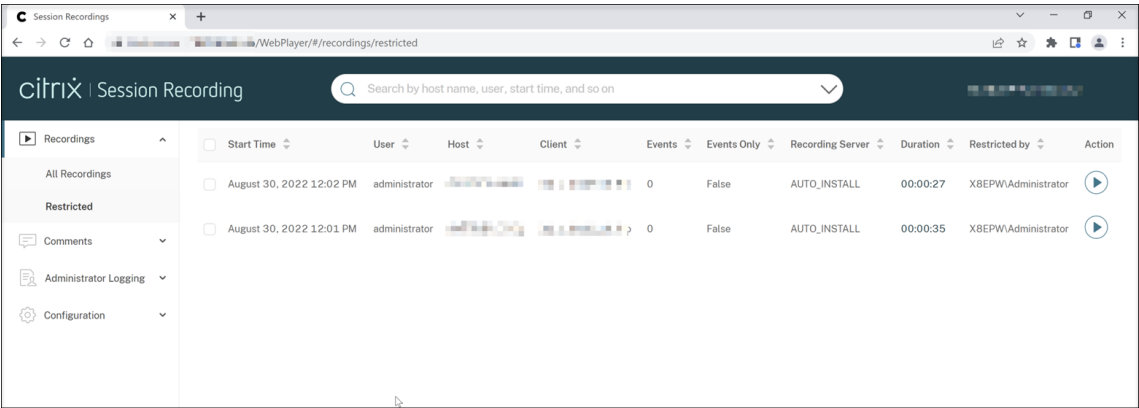 Session Recordings
/WebPlayer/#/recordings/restricted
citrix | Session Recording
Search by host name, user, start time, and so on
Recordings
All Recordings
Restricted
Comments
Administrator Logging
Configuration
Start Time User Host Client Events Events Only Recording Server Duration Restricted by Action
August 30, 2022 12:02 PM administrator 0 False AUTO_INSTALL 00:00:27 X8EPW\Administrator
August 30, 2022 12:01 PM administrator 0 False AUTO_INSTALL 00:00:35 X8EPW\Administrator